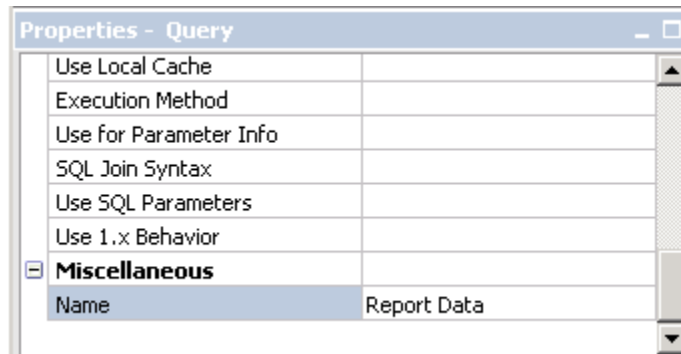 Properties - Query
Use Local Cache
Execution Method
Use for Parameter Info
SQL Join Syntax
Use SQL Parameters
Use 1.x Behavior
Miscellaneous
Name Report Data